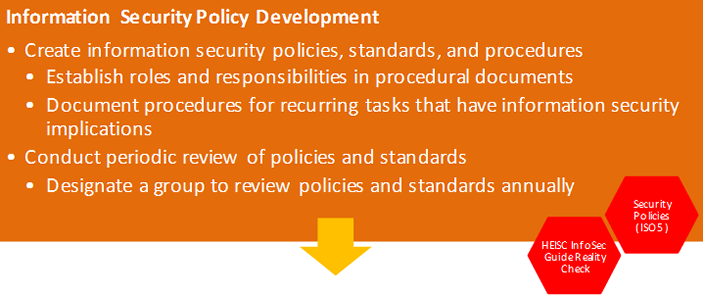 Information Security Policy Development
• Create information security policies, standards, and procedures
• Establish roles and responsibilities in procedural documents
• Document procedures for recurring tasks that have information security
implications
• Conduct periodic review of policies and standards
• Designate a group to review policies and standards annually
Security
Policies
(ISO5)
HEISC InfoSec
Guide Reality
Check